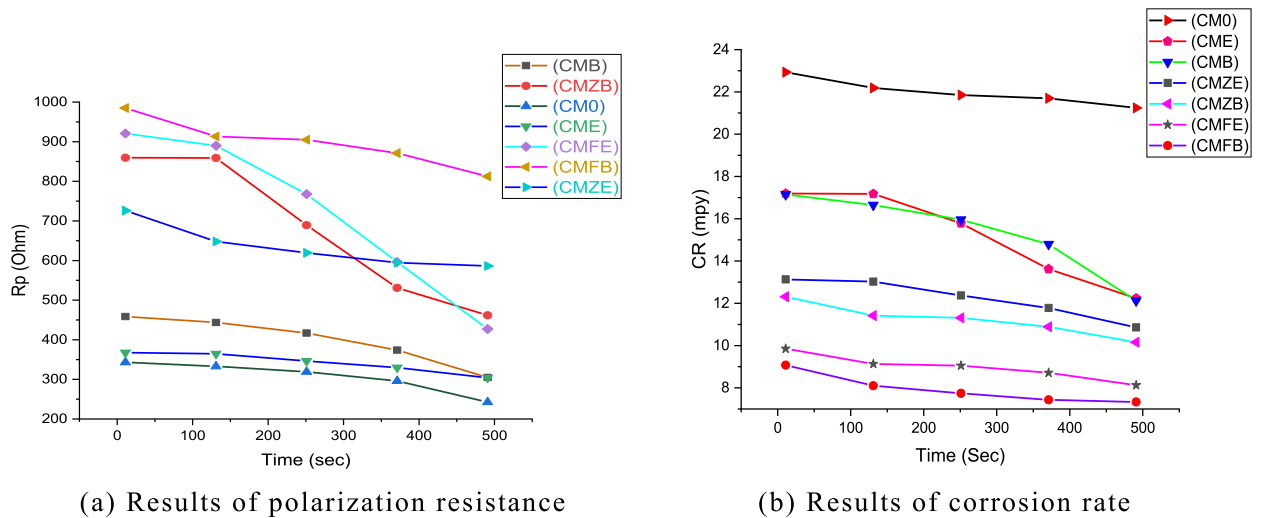 (CMB)
(CMZB)
(CM0)
(CME)
(CMFE)
(CMFB)
(CMZE)
1000
900
800
700
600
500
400
300
200
Rp (Ohm)
0
100
200
300
400
500
Time (sec)
(a) Results of polarization resistance
(CM0)
(CME)
(CMB)
(CMZE)
(CMZB)
(CMFE)
(CMFB)
24
22
20
18
16
14
12
10
8
CR (mpy)
0
100
200
300
400
500
Time (Sec)
(b) Results of corrosion rate